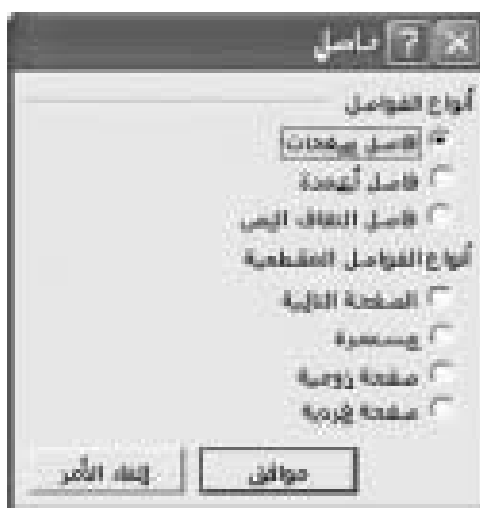 فاصل
أنواع الفواصل
فاصل صفحات
فاصل أعمدة
فاصل التفاف النص
أنواع الفواصل المقطعية
الصفحة التالية
مستمرة
صفحة زوجية
صفحة فردية
موافق
إلغاء الأمر